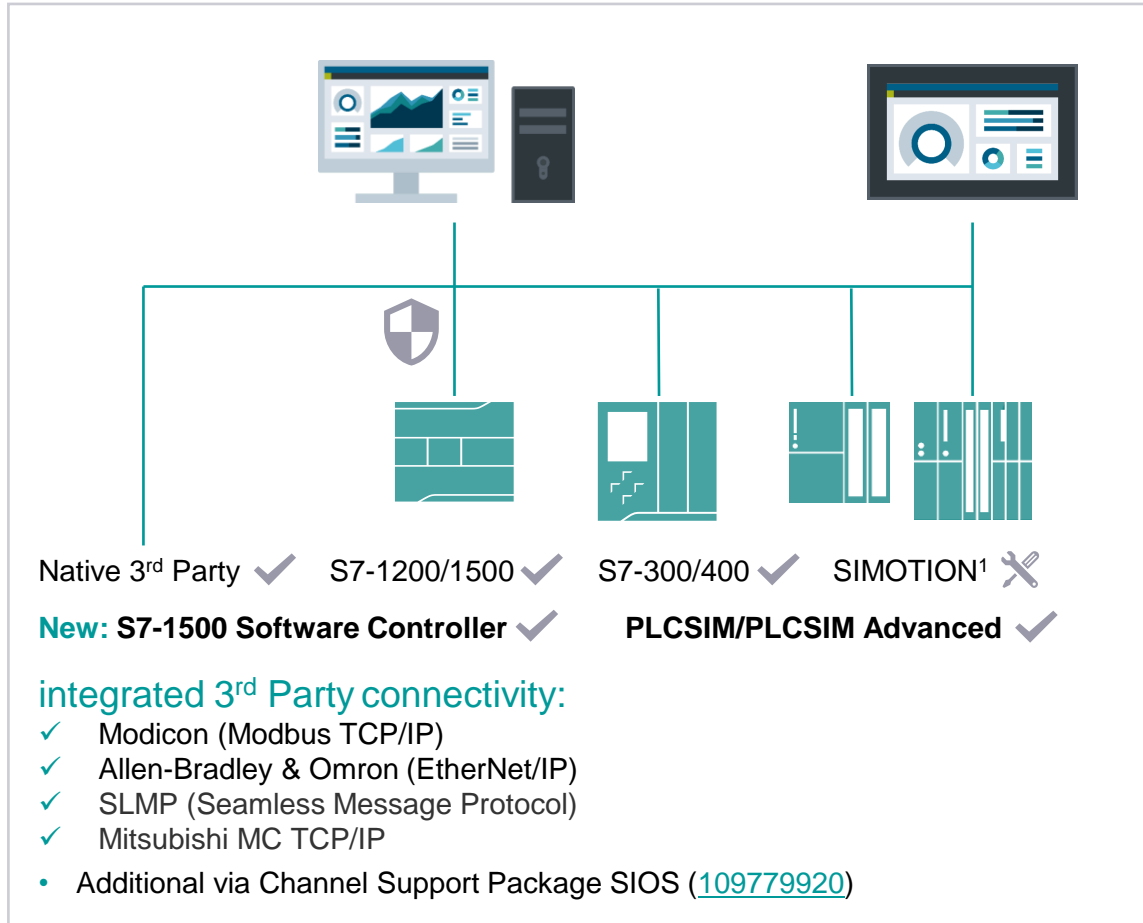 Native 3rd Party S7-1200/1500 S7-300/400 SIMOTION1
New: S7-1500 Software Controller PLCSIM/PLCSIM Advanced
integrated 3rd Party connectivity:
✓ Modicon (Modbus TCP/IP)
✓ Allen-Bradley & Omron (EtherNet/IP)
✓ SLMP (Seamless Message Protocol)
✓ Mitsubishi MC TCP/IP
• Additional via Channel Support Package SIOS (109779920)